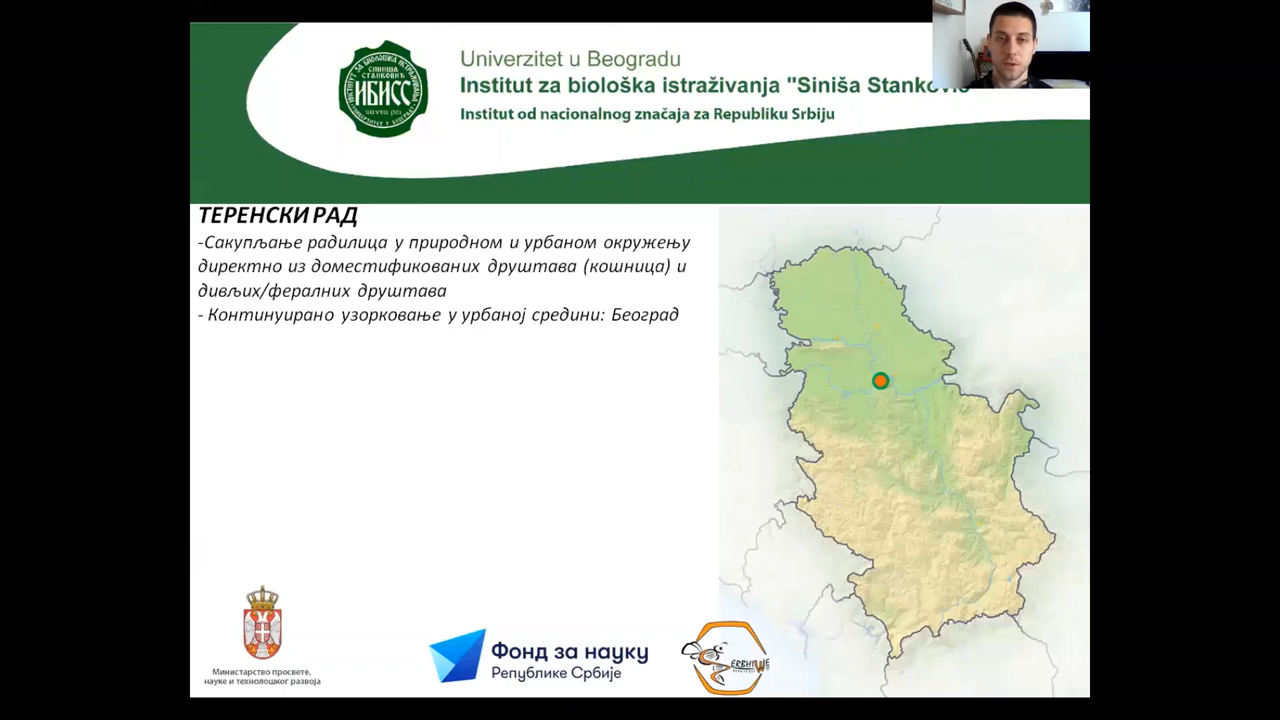 Univerzitet u Beogradu
Institut za biološka istraživanja "Siniša
Institut od nacionalnog značaja za Republiku Srbiju
СИНИША
СТАНКОВИЋ
ИБИСС
ТЕРЕНСКИ РАД
-Сакупљање радилица у природном и урбаном окружењу
директно из доместификованих друштава (кошница) и
дивљих/фералних друштава
- Континуирано узорковање у урбаној средини: Београд
Министарство просвете,
науке и технолошког развоја
Фонд за науку
Републике Србије